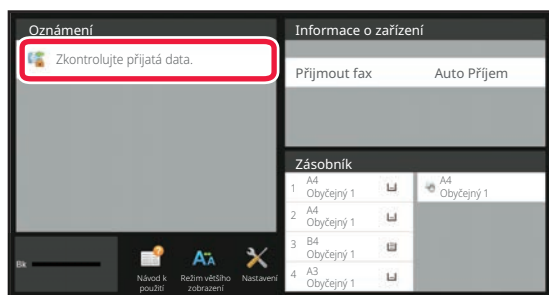 Oznámení
Zkontrolujte přijatá data.
Informace o zařízení
Přijmout fax Auto Příjem
Zásobník
1 A4
Obyčejný 1
2 A4
Obyčejný 1
3 B4
Obyčejný 1
4 A3
Obyčejný 1
A4
Obyčejný 1
Bk
Návod k
použití
Režim většího
zobrazení
Nastavení